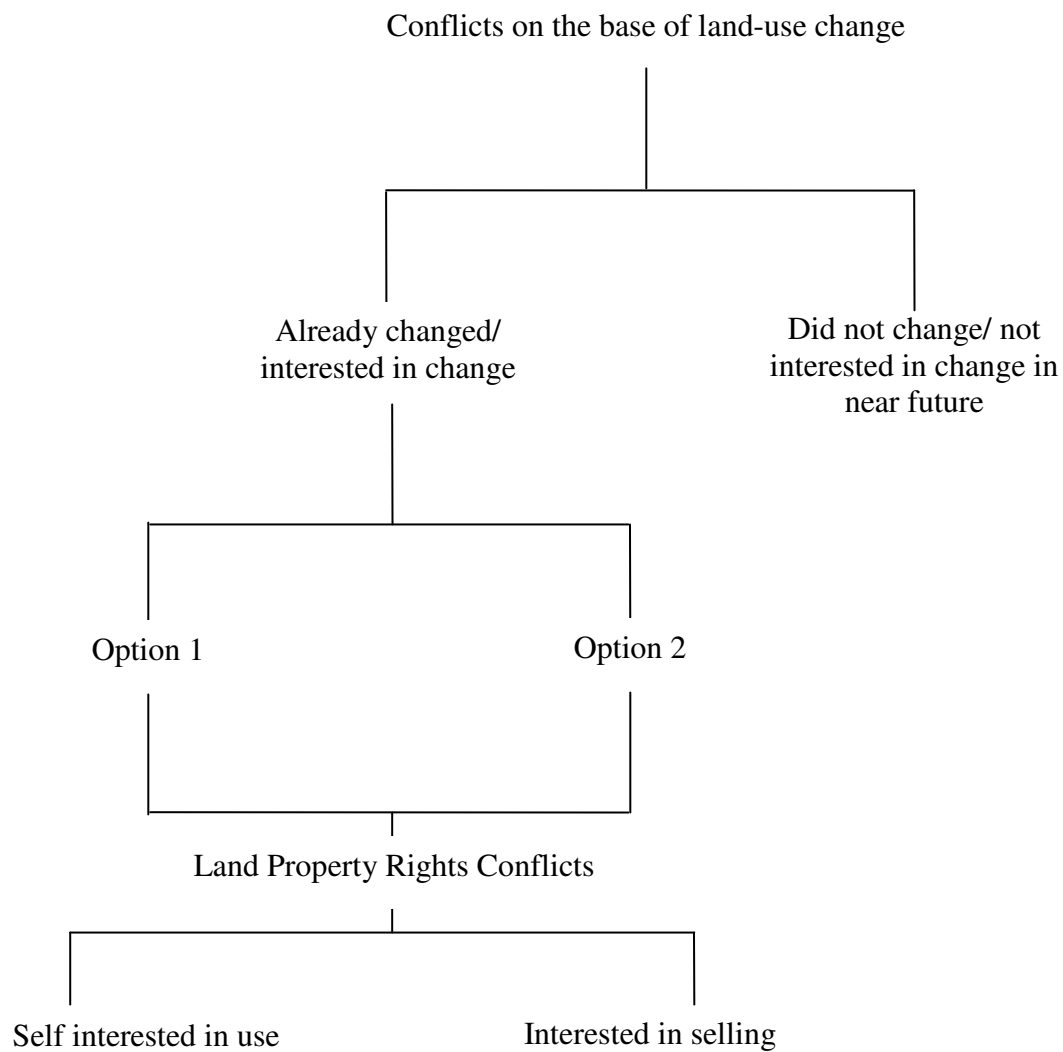 Conflicts on the base of land-use change
Already changed/
interested in change
Did not change/ not
interested in change in
near future
Option 1
Option 2
Land Property Rights Conflicts
Self interested in use
Interested in selling